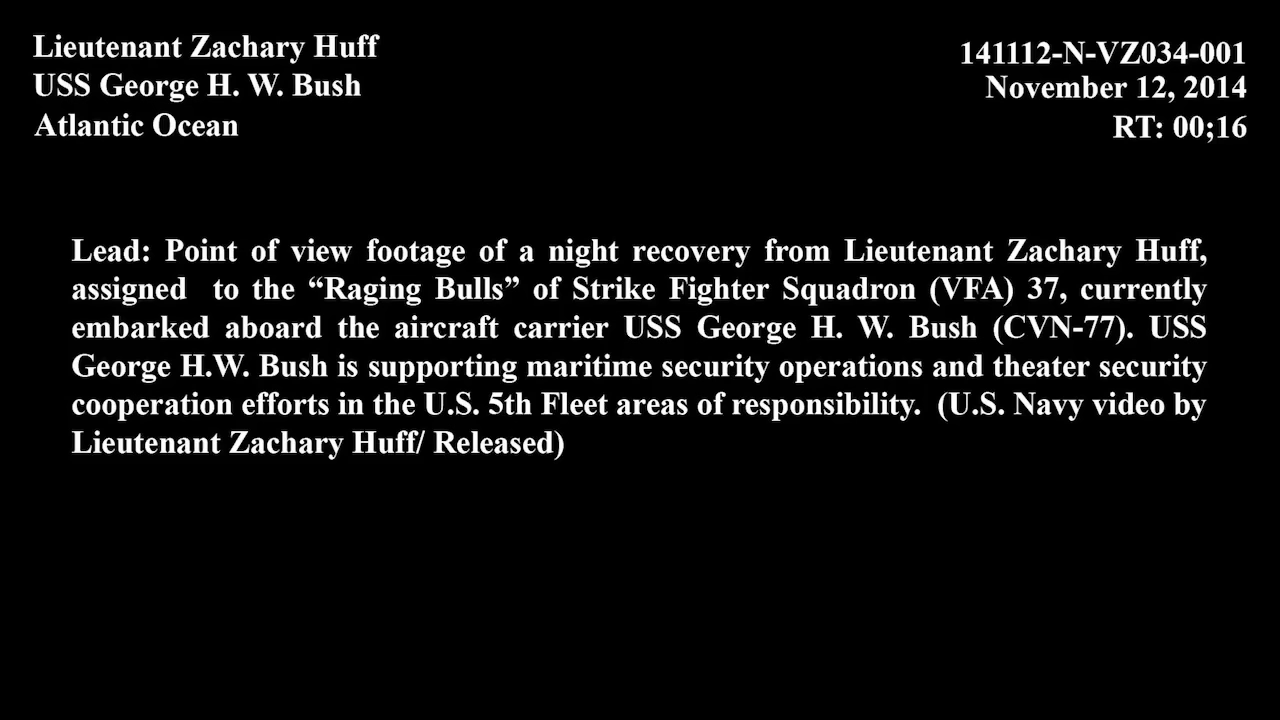 Lieutenant Zachary Huff
USS George H. W. Bush
Atlantic Ocean
141112-N-VZ034-001
November 12, 2014
RT: 00;16
Lead: Point of view footage of a night recovery from Lieutenant Zachary Huff,
assigned  to the “Raging Bulls” of Strike Fighter Squadron (VFA) 37, currently
embarked aboard the aircraft carrier USS George H. W. Bush (CVN-77). USS
George H.W. Bush is supporting maritime security operations and theater security
cooperation efforts in the U.S. 5th Fleet areas of responsibility.  (U.S. Navy video by
Lieutenant Zachary Huff/ Released)